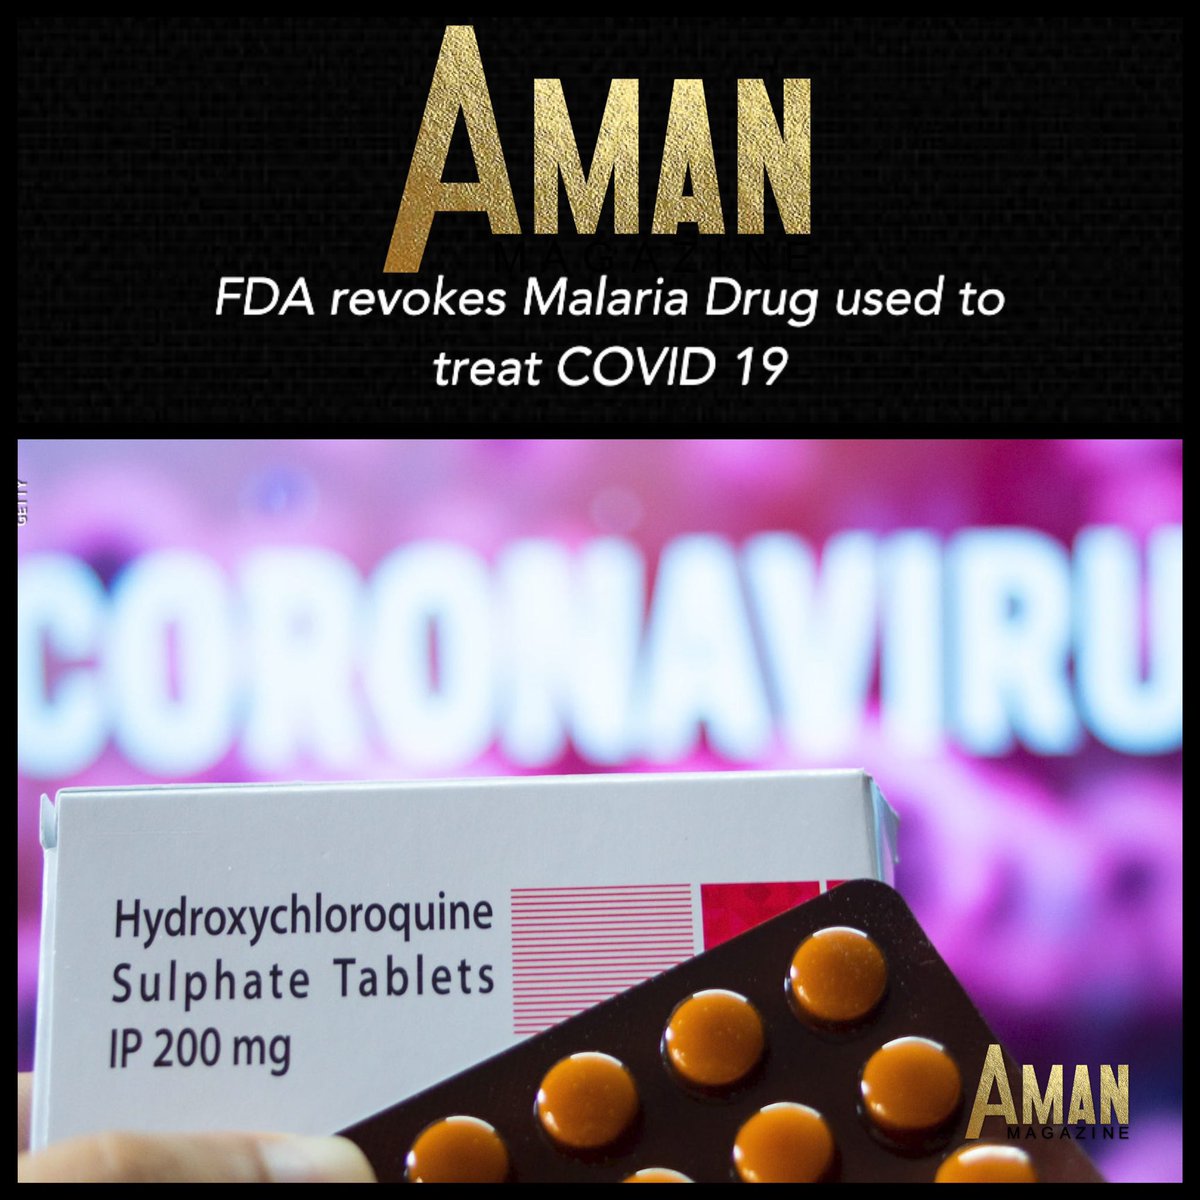 AMAN
MAGAZINE
FDA revokes Malaria Drug used to
treat COVID 19
GETTY
CORONAVIRU
Hydroxychloroquine
Sulphate Tablets
IP 200 mg
AMAN
MAGAZINE